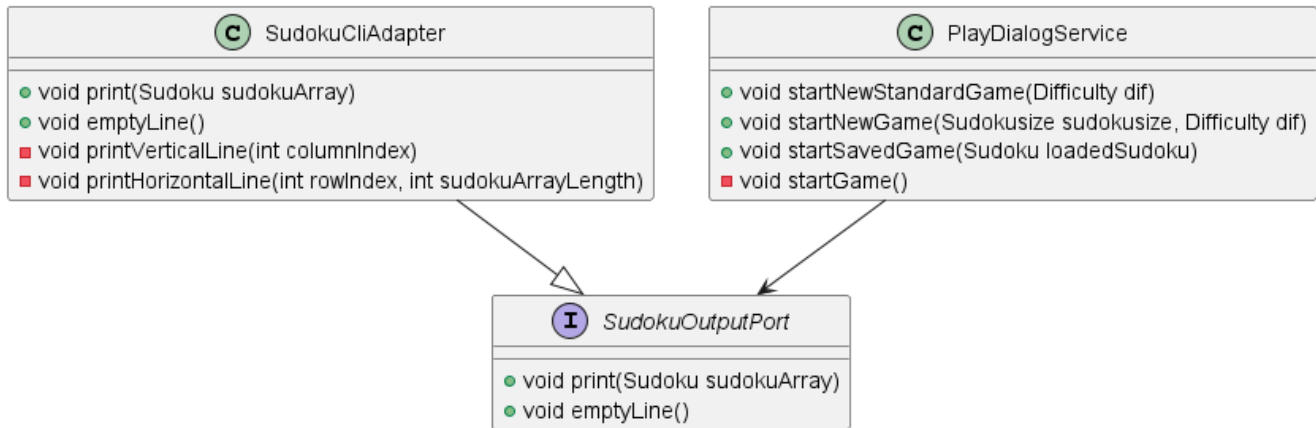 C SudokuCliAdapter
void print(Sudoku sudokuArray)
void emptyLine()
void printVerticalLine(int columnIndex)
void printHorizontalLine(int rowIndex, int sudokuArrayLength)
C PlayDialogService
void startNewStandardGame(Difficulty dif)
void startNewGame(Sudokusize sudokusize, Difficulty dif)
void startSavedGame(Sudoku loadedSudoku)
void startGame()
I SudokuOutputPort
void print(Sudoku sudokuArray)
void emptyLine()